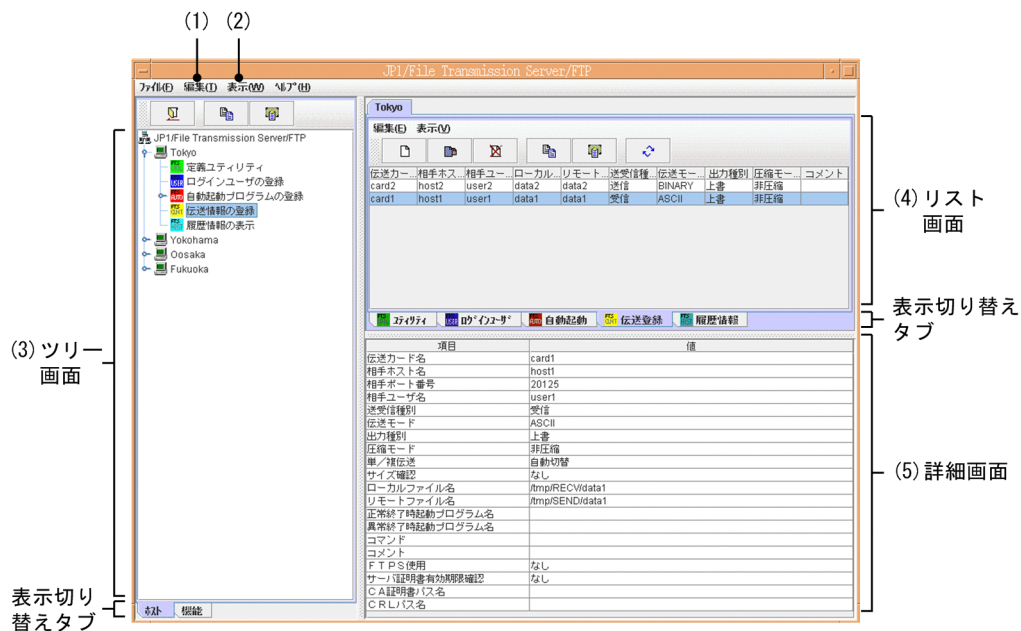 (1) (2)
JP1/File Transmission Server/FTP
ファイル(F) 編集(T) 表示(W) ヘルプ(H)
JP1/File Transmission Server/FTP
Tokyo
定義ユティリティ
ログインユーザの登録
自動起動プログラムの登録
伝送情報の登録
履歴情報の表示
Yokohama
Oosaka
Fukuoka
ホスト 機能
(3)ツリー
画面
表示切り
替えタブ
Tokyo
編集(E) 表示(V)
伝送カー... 相手ホス... 相手ユー... ローカル... リモート... 送受信種... 伝送モー... 出力種別 圧縮モー... コメント
card2 host2 user2 data2 data2 送信 BINARY 上書 非圧縮
card1 host1 user1 data1 data1 受信 ASCII 上書 非圧縮
ユティリティ ログインユーザ 自動起動 伝送登録 履歴情報
(4)リスト
画面
表示切り替え
タブ
項目 値
伝送カード名 card1
相手ホスト名 host1
相手ポート番号 20125
相手ユーザ名 user1
送受信種別 受信
伝送モード ASCII
出力種別 上書
圧縮モード 非圧縮
単／複伝送 自動切替
サイズ確認 なし
ローカルファイル名 /tmp/RECV/data1
リモートファイル名 /tmp/SEND/data1
正常終了時起動プログラム名
異常終了時起動プログラム名
コマンド
コメント
ＦＴＰＳ使用 なし
サーバ証明書有効期限確認 なし
ＣＡ証明書パス名
ＣＲＬパス名
(5)詳細画面